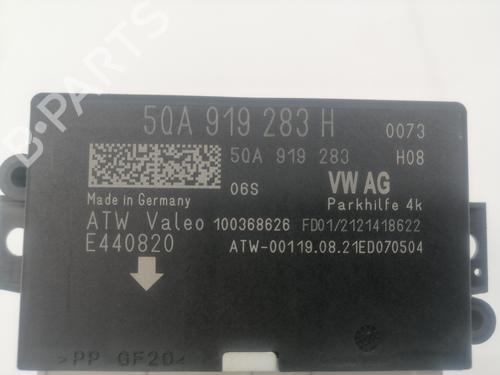 B-PARTS
5QA 919 283 H 0073
5QA 919 283 H08
06S VW AG
Made in Germany Parkhilfe 4k
ATW Valeo 100368626 FD01/2121418622
E440820 ATW-00119.08.21ED070504
>PP GF20<